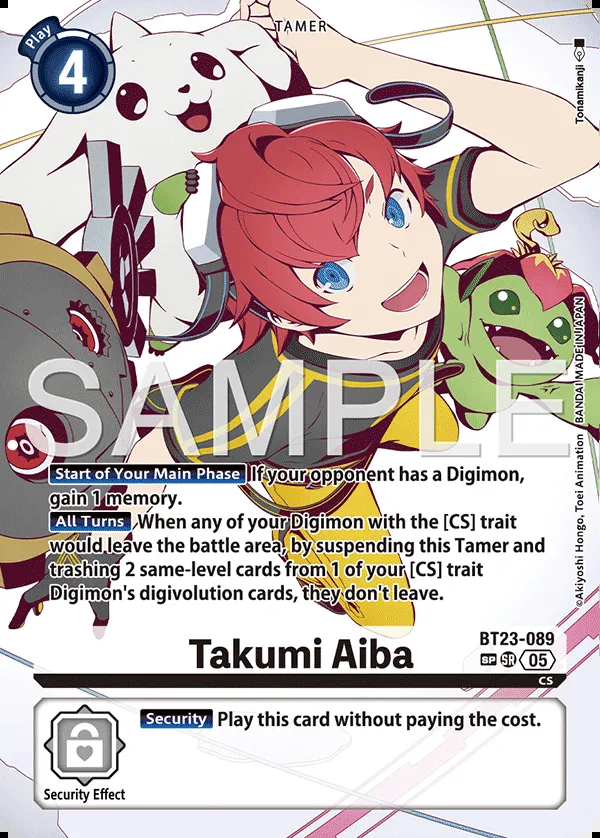 TAMER
Play
4
Tonamikanji
SAMPLE
Start of Your Main Phase If your opponent has a Digimon,
gain 1 memory.
All Turns When any of your Digimon with the [CS] trait
would leave the battle area, by suspending this Tamer and
trashing 2 same-level cards from 1 of your [CS] trait
Digimon's digivolution cards, they don't leave.
©Akiyoshi Hongo, Toei Animation BANDAI MADE IN JAPAN
BT23-089
Takumi Aiba
SP SR 05
CS
Security Play this card without paying the cost.
Security Effect